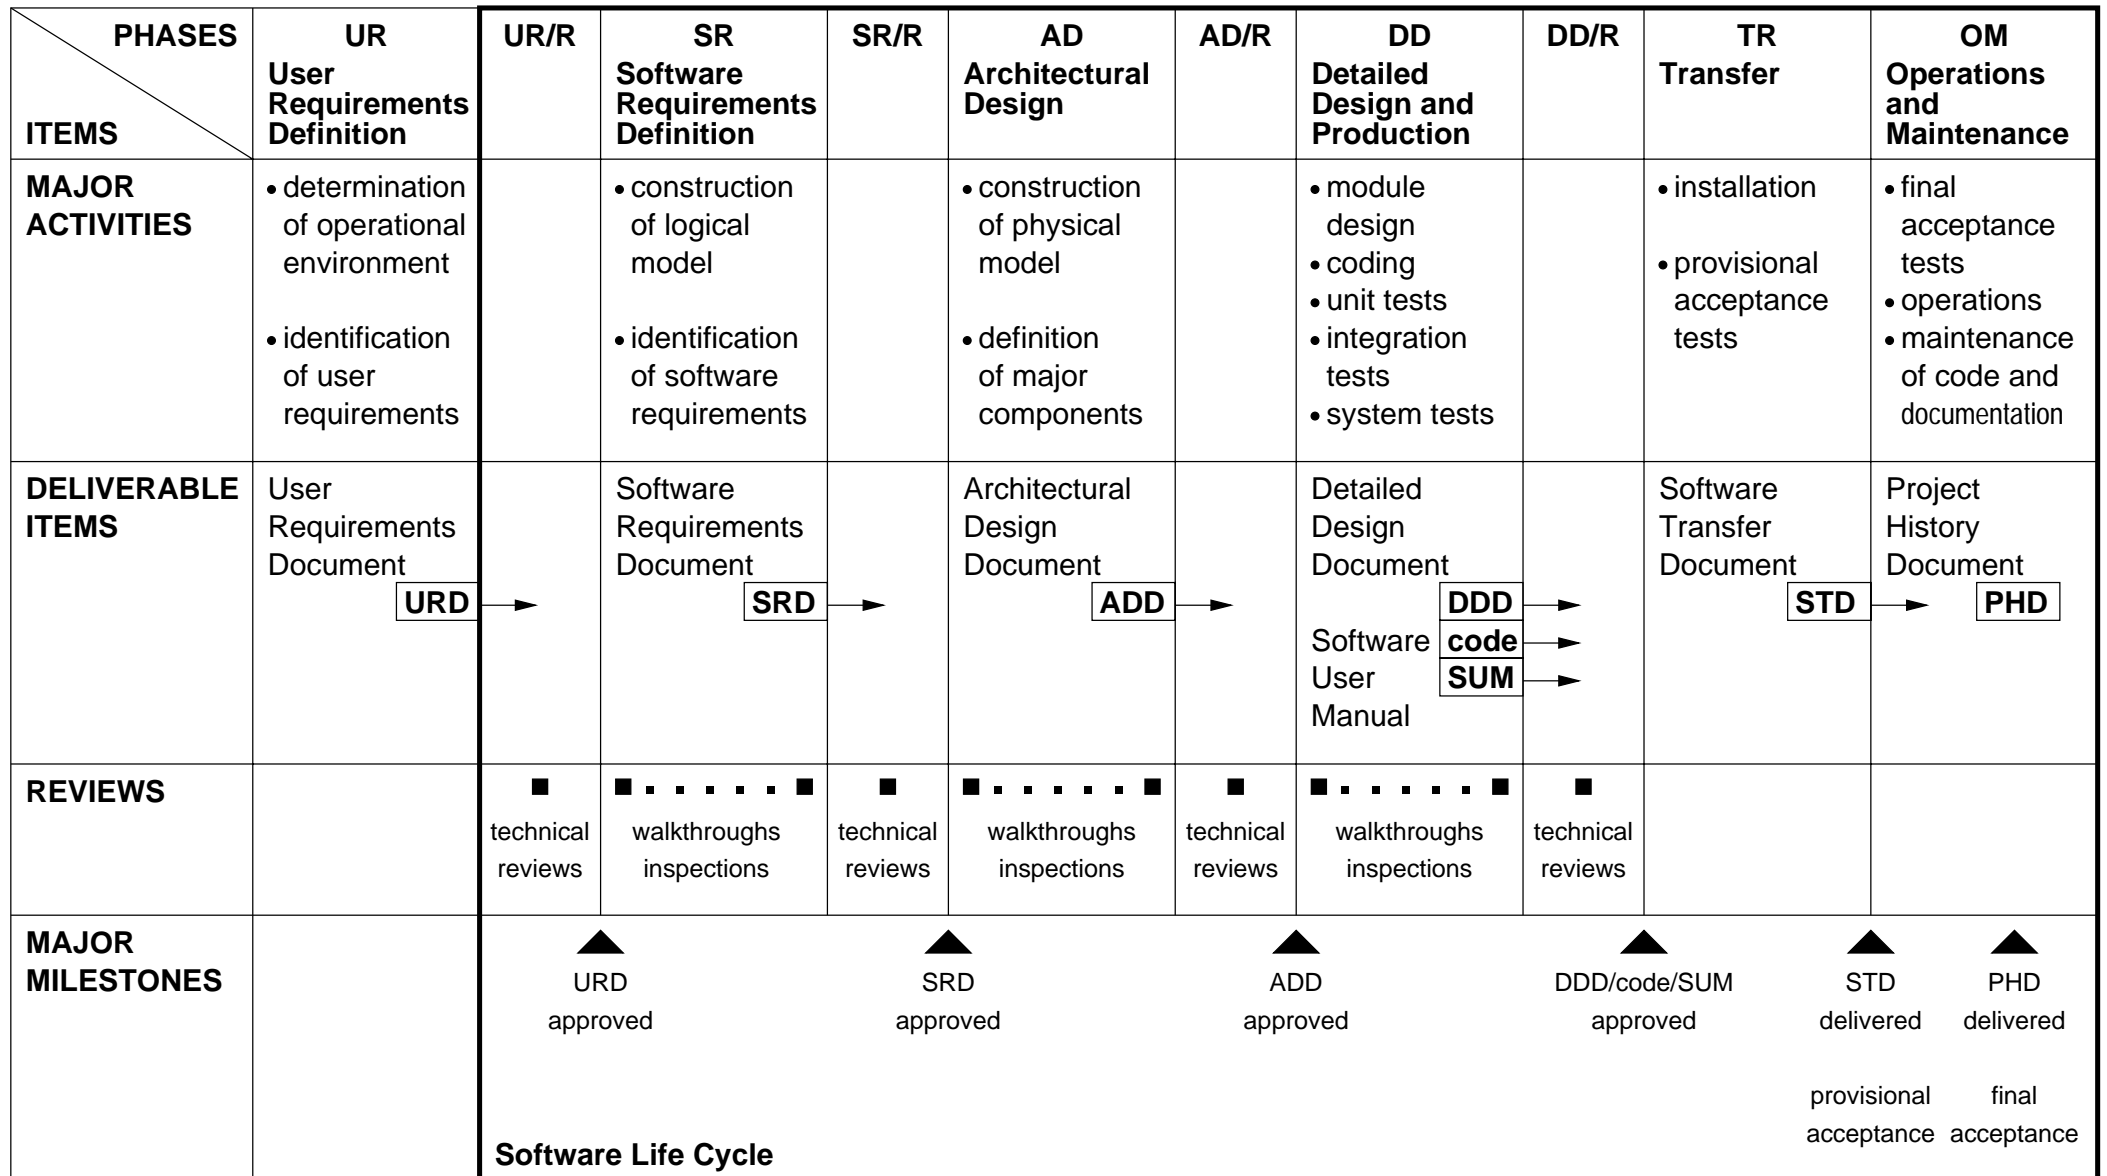 PHASES
ITEMS
UR
User
Requirements
Definition
UR/R
SR
Software
Requirements
Definition
SR/R
AD
Architectural
Design
AD/R
DD
Detailed
Design and
Production
DD/R
TR
Transfer
OM
Operations
and
Maintenance
MAJOR
ACTIVITIES
• determination
of operational
environment
• identification
of user
requirements
• construction
of logical
model
• identification
of software
requirements
• construction
of physical
model
• definition
of major
components
• module
design
• coding
• unit tests
• integration
tests
• system tests
• installation
• provisional
acceptance
tests
• final
acceptance
tests
• operations
• maintenance
of code and
documentation
DELIVERABLE
ITEMS
User
Requirements
Document
URD
Software
Requirements
Document
SRD
Architectural
Design
Document
ADD
Detailed
Design
Document
DDD
Software code
User SUM
Manual
Software
Transfer
Document
STD
Project
History
Document
PHD
REVIEWS
technical
reviews
walkthroughs
inspections
technical
reviews
walkthroughs
inspections
technical
reviews
walkthroughs
inspections
technical
reviews
MAJOR
MILESTONES
URD
approved
SRD
approved
ADD
approved
DDD/code/SUM
approved
STD
delivered
provisional
acceptance
PHD
delivered
final
acceptance
Software Life Cycle